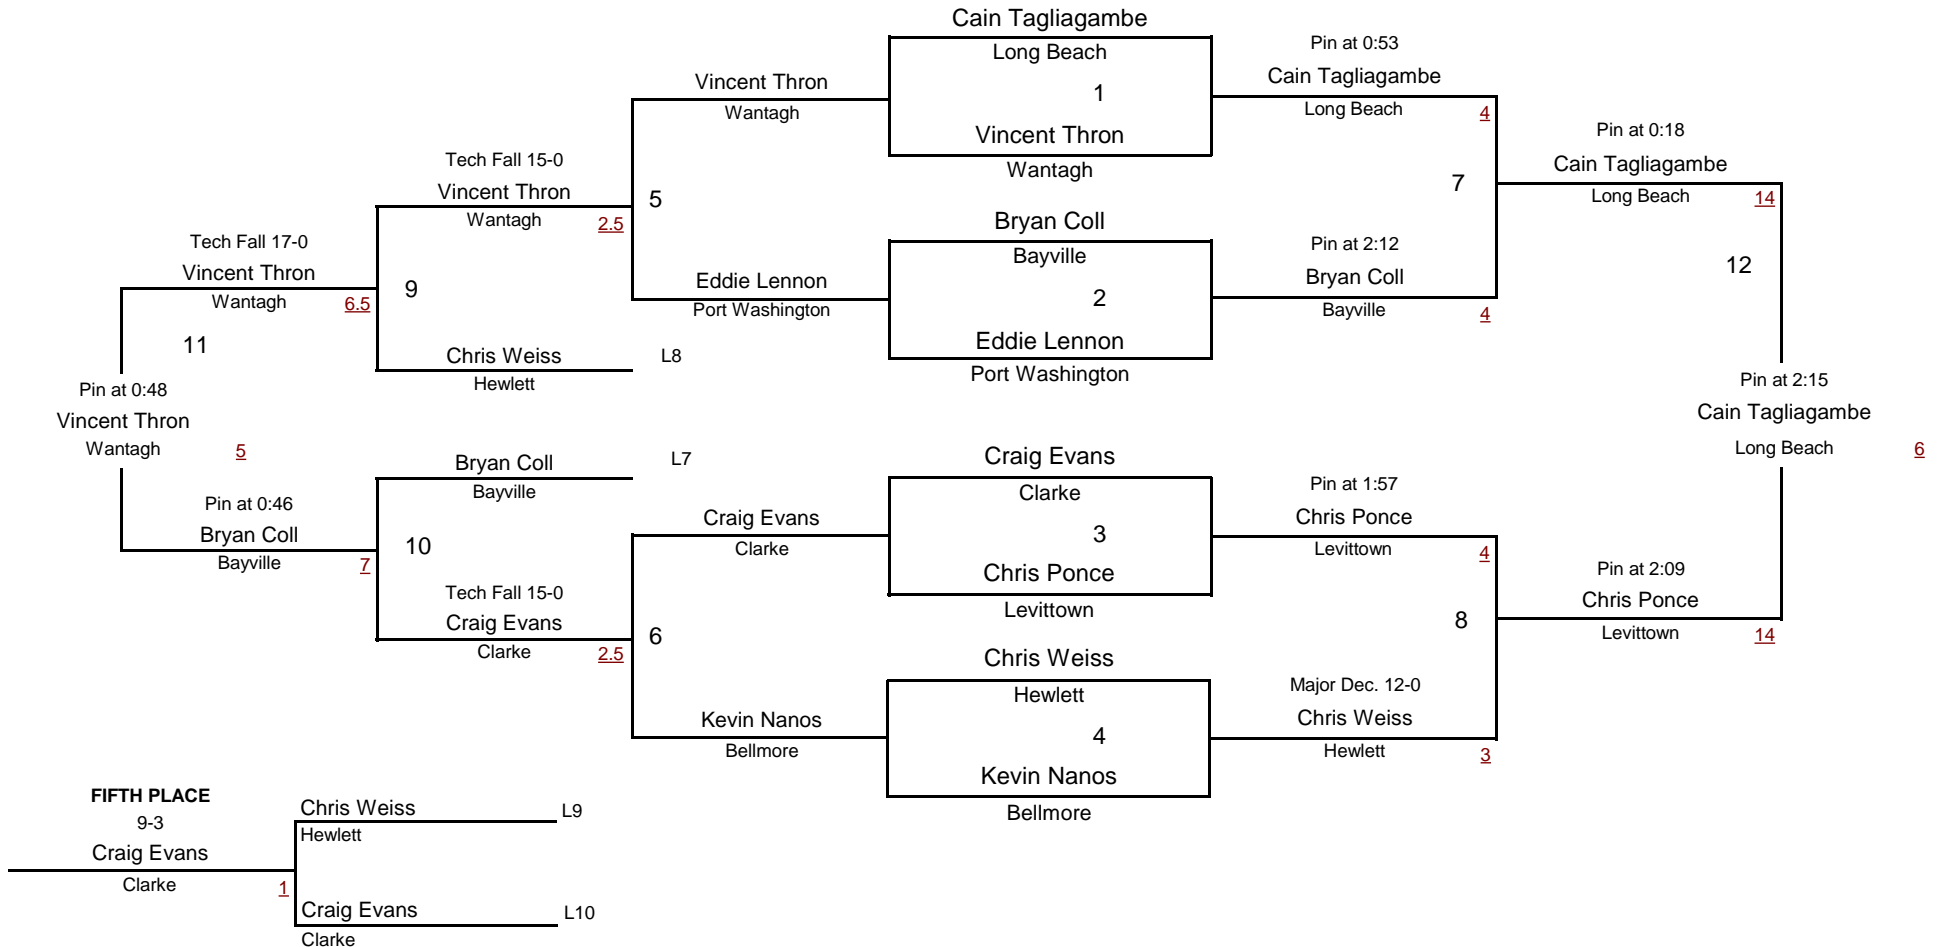 Cain Tagliagambe
Long Beach
1
Vincent Thron
Wantagh
Pin at 0:53
Cain Tagliagambe
Long Beach
4
Vincent Thron
Wantagh
Pin at 0:18
Cain Tagliagambe
Long Beach
14
Tech Fall 15-0
Vincent Thron
Wantagh
2.5
5
7
Bryan Coll
Bayville
2
Eddie Lennon
Port Washington
Pin at 2:12
Bryan Coll
Bayville
4
12
Tech Fall 17-0
Vincent Thron
Wantagh
6.5
9
Eddie Lennon
Port Washington
11
Chris Weiss
Hewlett
L8
Pin at 0:48
Vincent Thron
Wantagh
5
Pin at 2:15
Cain Tagliagambe
Long Beach
6
Bryan Coll
Bayville
L7
Craig Evans
Clarke
3
Chris Ponce
Levittown
Pin at 1:57
Chris Ponce
Levittown
4
Pin at 0:46
Bryan Coll
Bayville
7
10
Craig Evans
Clarke
Pin at 2:09
Chris Ponce
Levittown
14
Tech Fall 15-0
Craig Evans
Clarke
2.5
6
8
Chris Weiss
Hewlett
4
Kevin Nanos
Bellmore
Major Dec. 12-0
Chris Weiss
Hewlett
3
Kevin Nanos
Bellmore
FIFTH PLACE
9-3
Craig Evans
Clarke
1
Chris Weiss
Hewlett
L9
Craig Evans
Clarke
L10